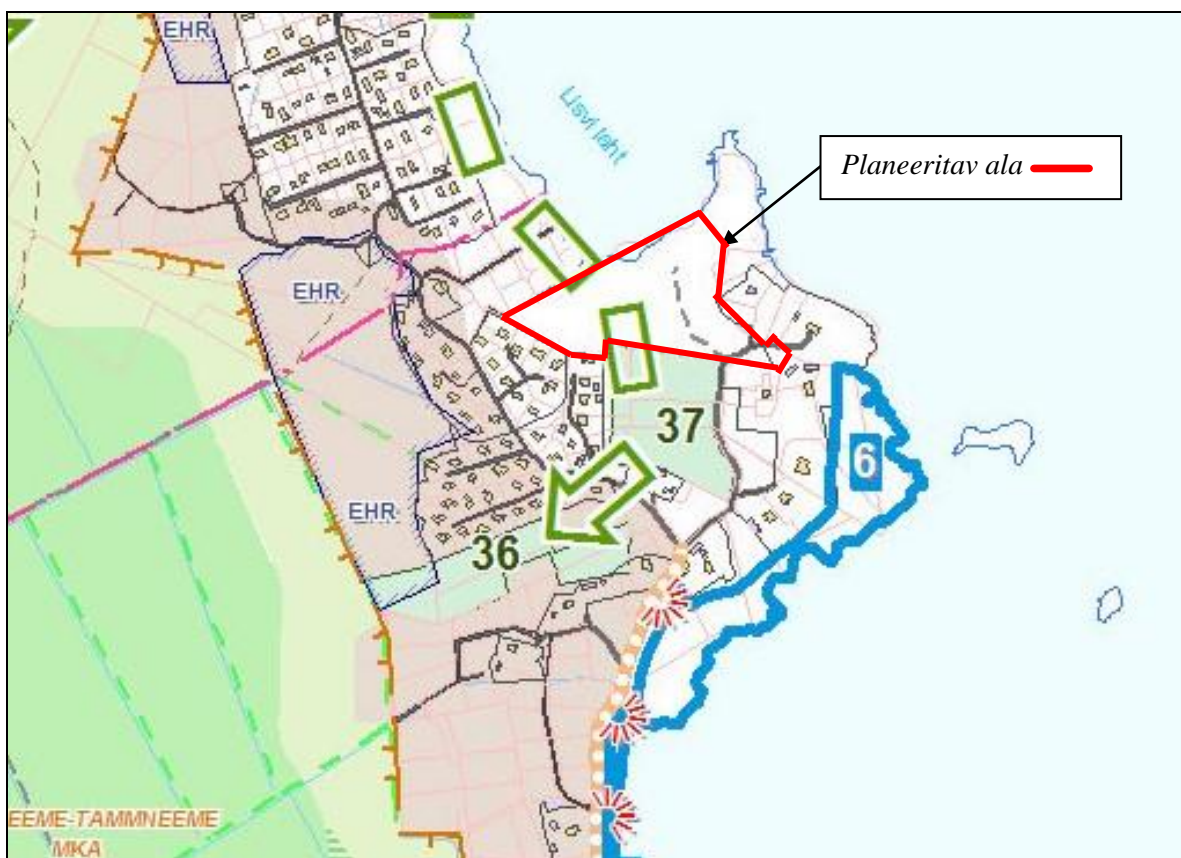 EHR
Lisvi laht
Planeeritav ala
EHR
37
6
EHR
36
EEME-TAMMNEEME
MKA